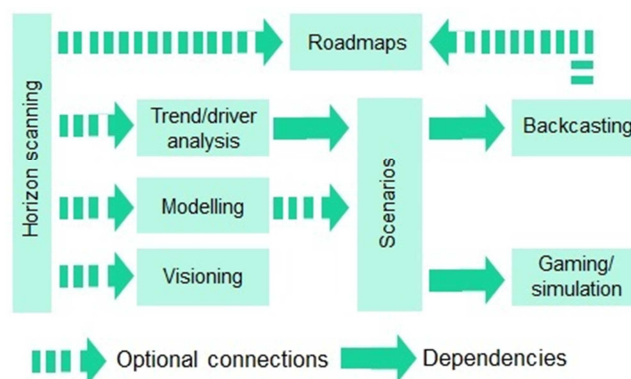 Horizon scanning
Roadmaps
Trend/driver
analysis
Modelling
Visioning
Scenarios
Backcasting
Gaming/
simulation
Optional connections
Dependencies